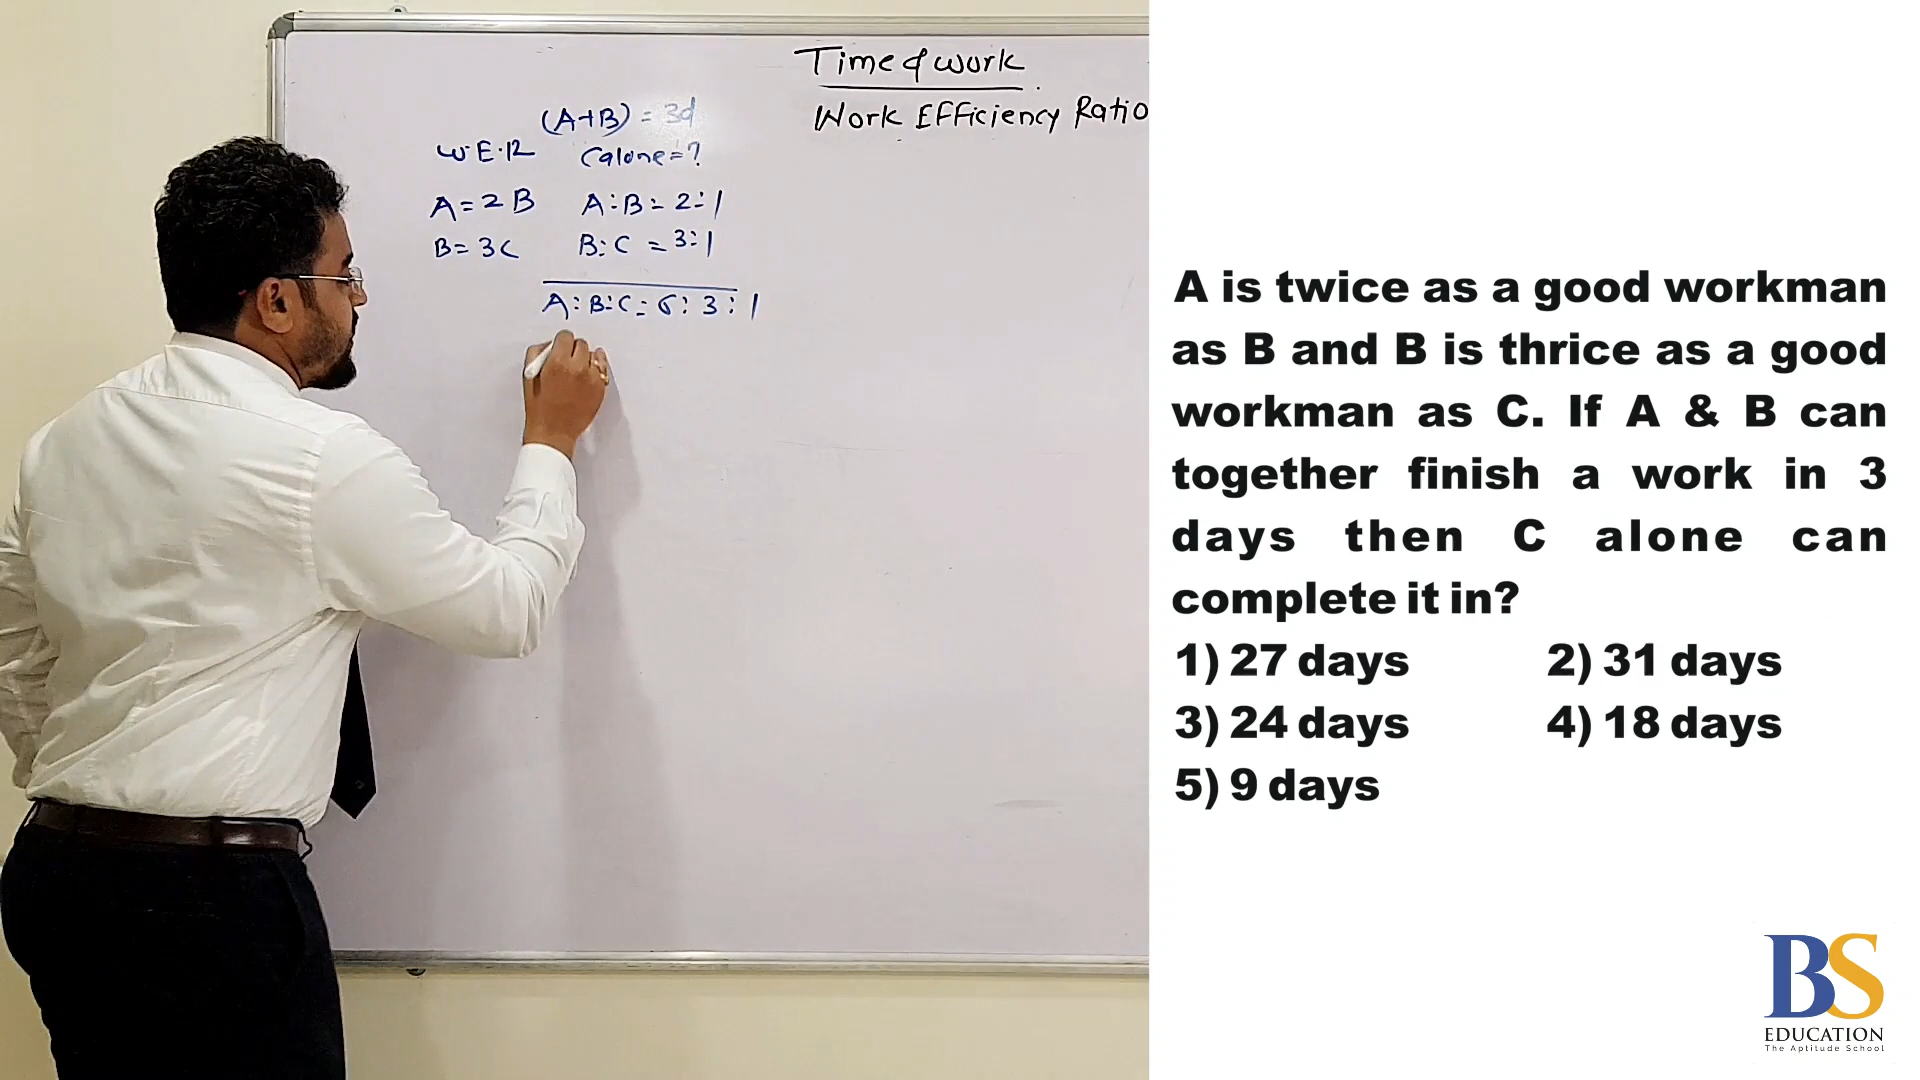 Time & work
Work Efficiency Ratio
(A+B) = 3d
W.E.R
C alone = ?
A = 2 B
A : B = 2 : 1
B = 3C
B : C = 3 : 1
A : B : C = 6 : 3 : 1
A is twice as a good workman
as B and B is thrice as a good
workman as C. If A & B can
together finish a work in 3
days then C alone can
complete it in?
1) 27 days 2) 31 days
3) 24 days 4) 18 days
5) 9 days
BS
EDUCATION
The Aptitude School